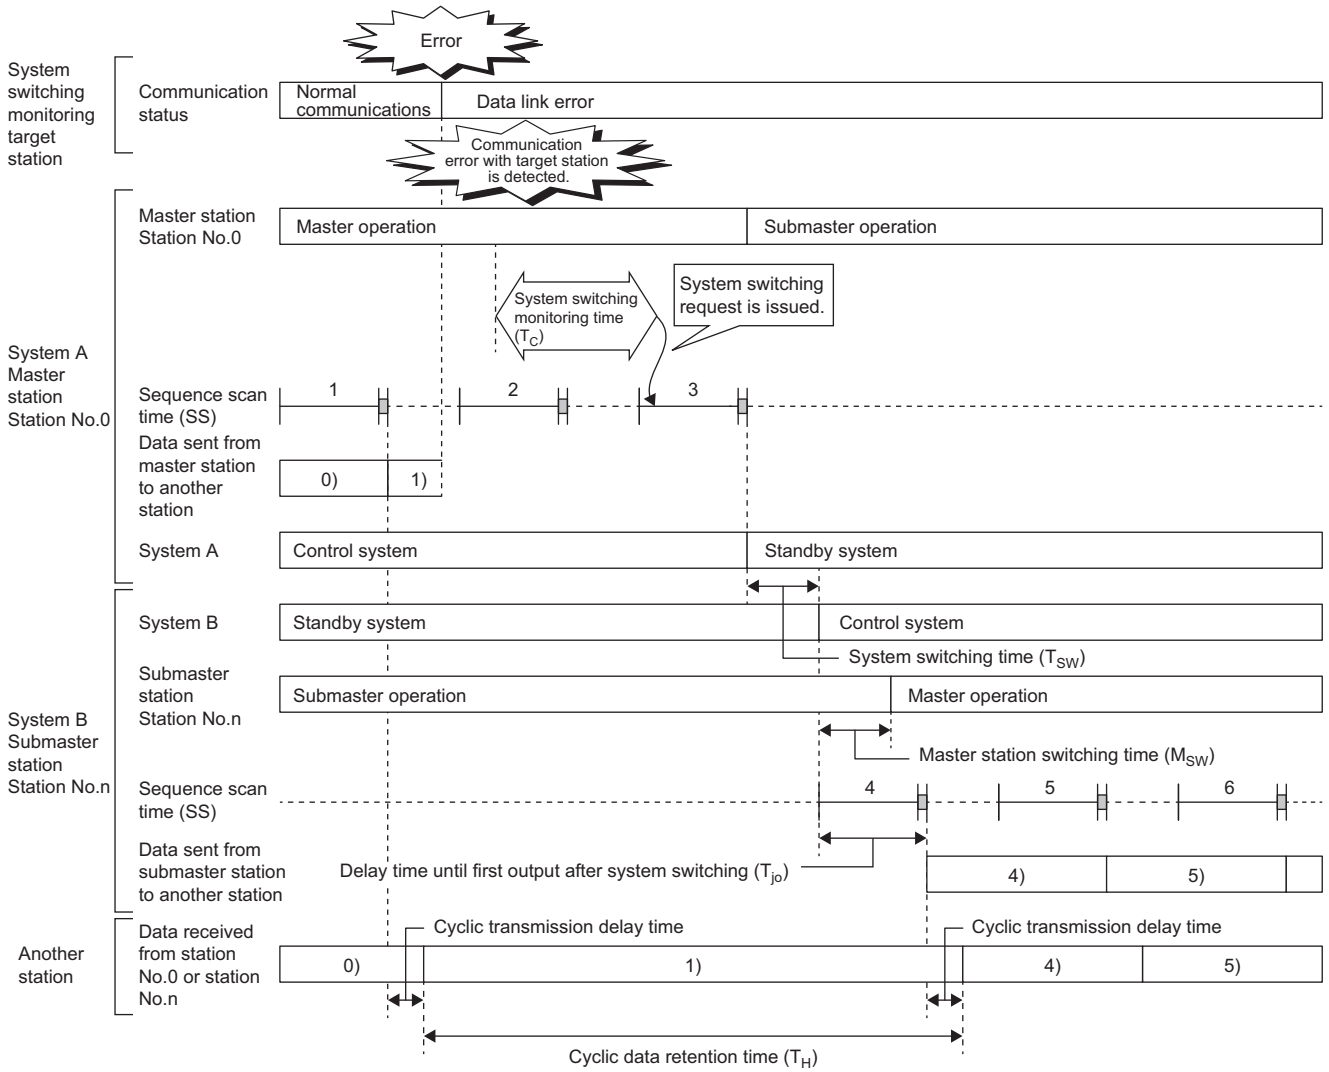 Error
System
switching
monitoring
target
station
Communication
status
Normal
communications
Data link error
Communication
error with target station
is detected.
Master station
Station No.0
Master operation
Submaster operation
System switching
monitoring time
(TC)
System switching
request is issued.
System A
Master
station
Station No.0
Sequence scan
time (SS)
1
2
3
Data sent from
master station
to another
station
0)
1)
System A
Control system
Standby system
System B
Standby system
Control system
System switching time (TSW)
Submaster
station
Station No.n
Submaster operation
Master operation
System B
Submaster
station
Station No.n
Master station switching time (MSW)
Sequence scan
time (SS)
4
5
6
Data sent from
submaster station
to another station
Delay time until first output after system switching (Tjo)
4)
5)
Another
station
Data received
from station
No.0 or station
No.n
Cyclic transmission delay time
Cyclic transmission delay time
0)
1)
4)
5)
Cyclic data retention time (TH)